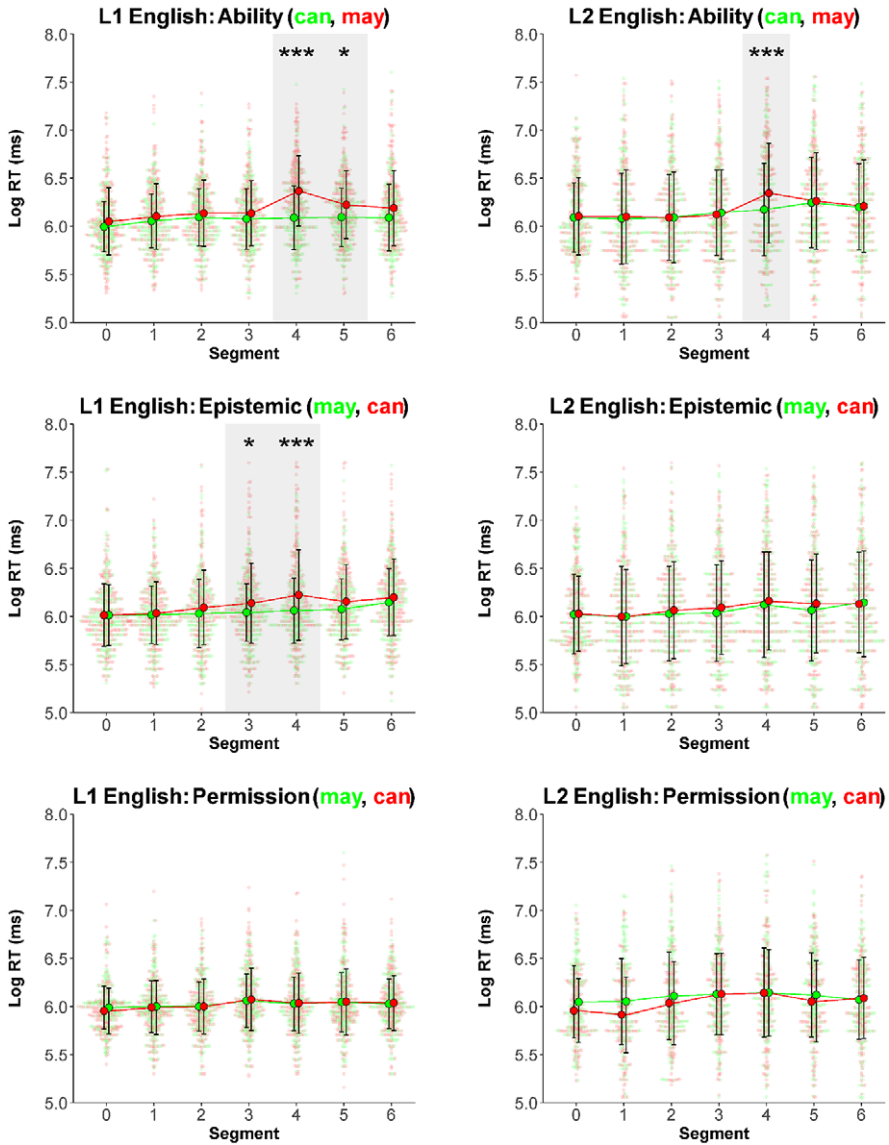 L1 English: Ability (can, may)
8.0
7.5
7.0
6.5
6.0
5.5
5.0
Log RT (ms)
*** *
0 1 2 3 4 5 6
Segment
L2 English: Ability (can, may)
8.0
7.5
7.0
6.5
6.0
5.5
5.0
Log RT (ms)
***
0 1 2 3 4 5 6
Segment
L1 English: Epistemic (may, can)
8.0
7.5
7.0
6.5
6.0
5.5
5.0
Log RT (ms)
* ***
0 1 2 3 4 5 6
Segment
L2 English: Epistemic (may, can)
8.0
7.5
7.0
6.5
6.0
5.5
5.0
Log RT (ms)
0 1 2 3 4 5 6
Segment
L1 English: Permission (may, can)
8.0
7.5
7.0
6.5
6.0
5.5
5.0
Log RT (ms)
0 1 2 3 4 5 6
Segment
L2 English: Permission (may, can)
8.0
7.5
7.0
6.5
6.0
5.5
5.0
Log RT (ms)
0 1 2 3 4 5 6
Segment